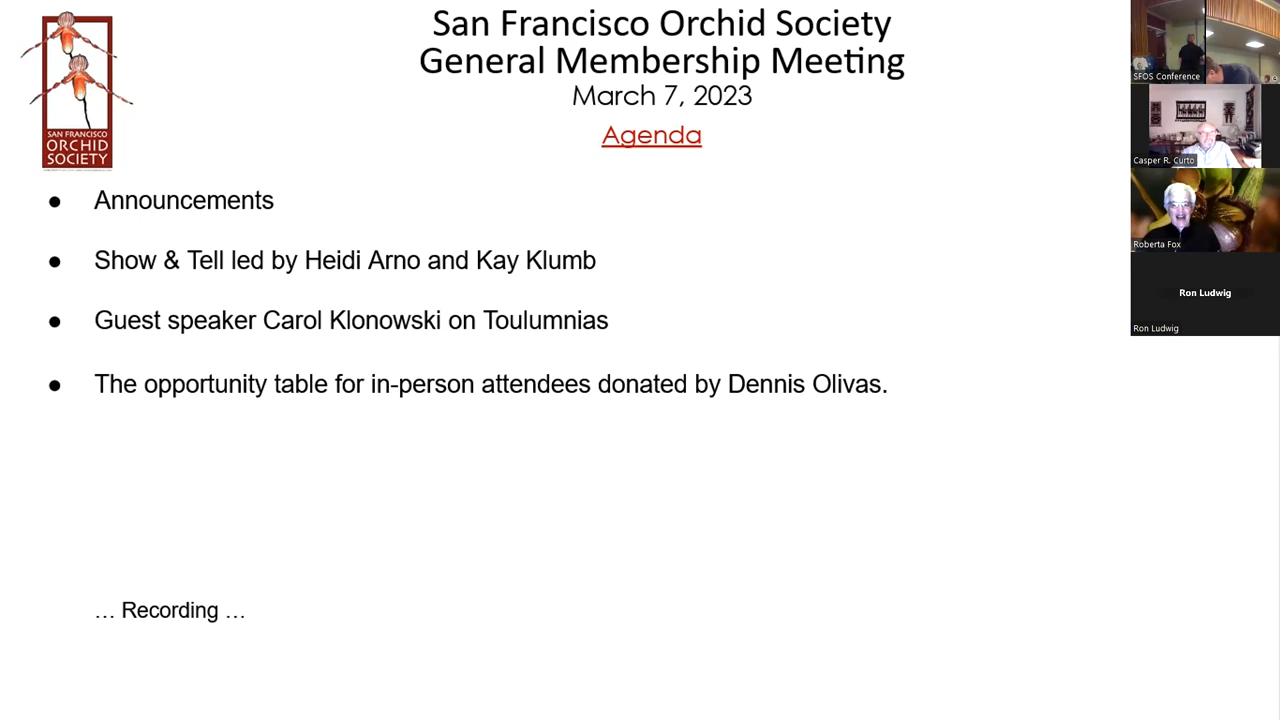 San Francisco Orchid Society
General Membership Meeting
March 7, 2023
Agenda
SAN FRANCISCO
ORCHID
SOCIETY
● Announcements
● Show & Tell led by Heidi Arno and Kay Klumb
● Guest speaker Carol Klonowski on Toulumnias
● The opportunity table for in-person attendees donated by Dennis Olivas.
… Recording …
SFOS Conference
Casper R. Curto
Roberta Fox
Ron Ludwig
Ron Ludwig